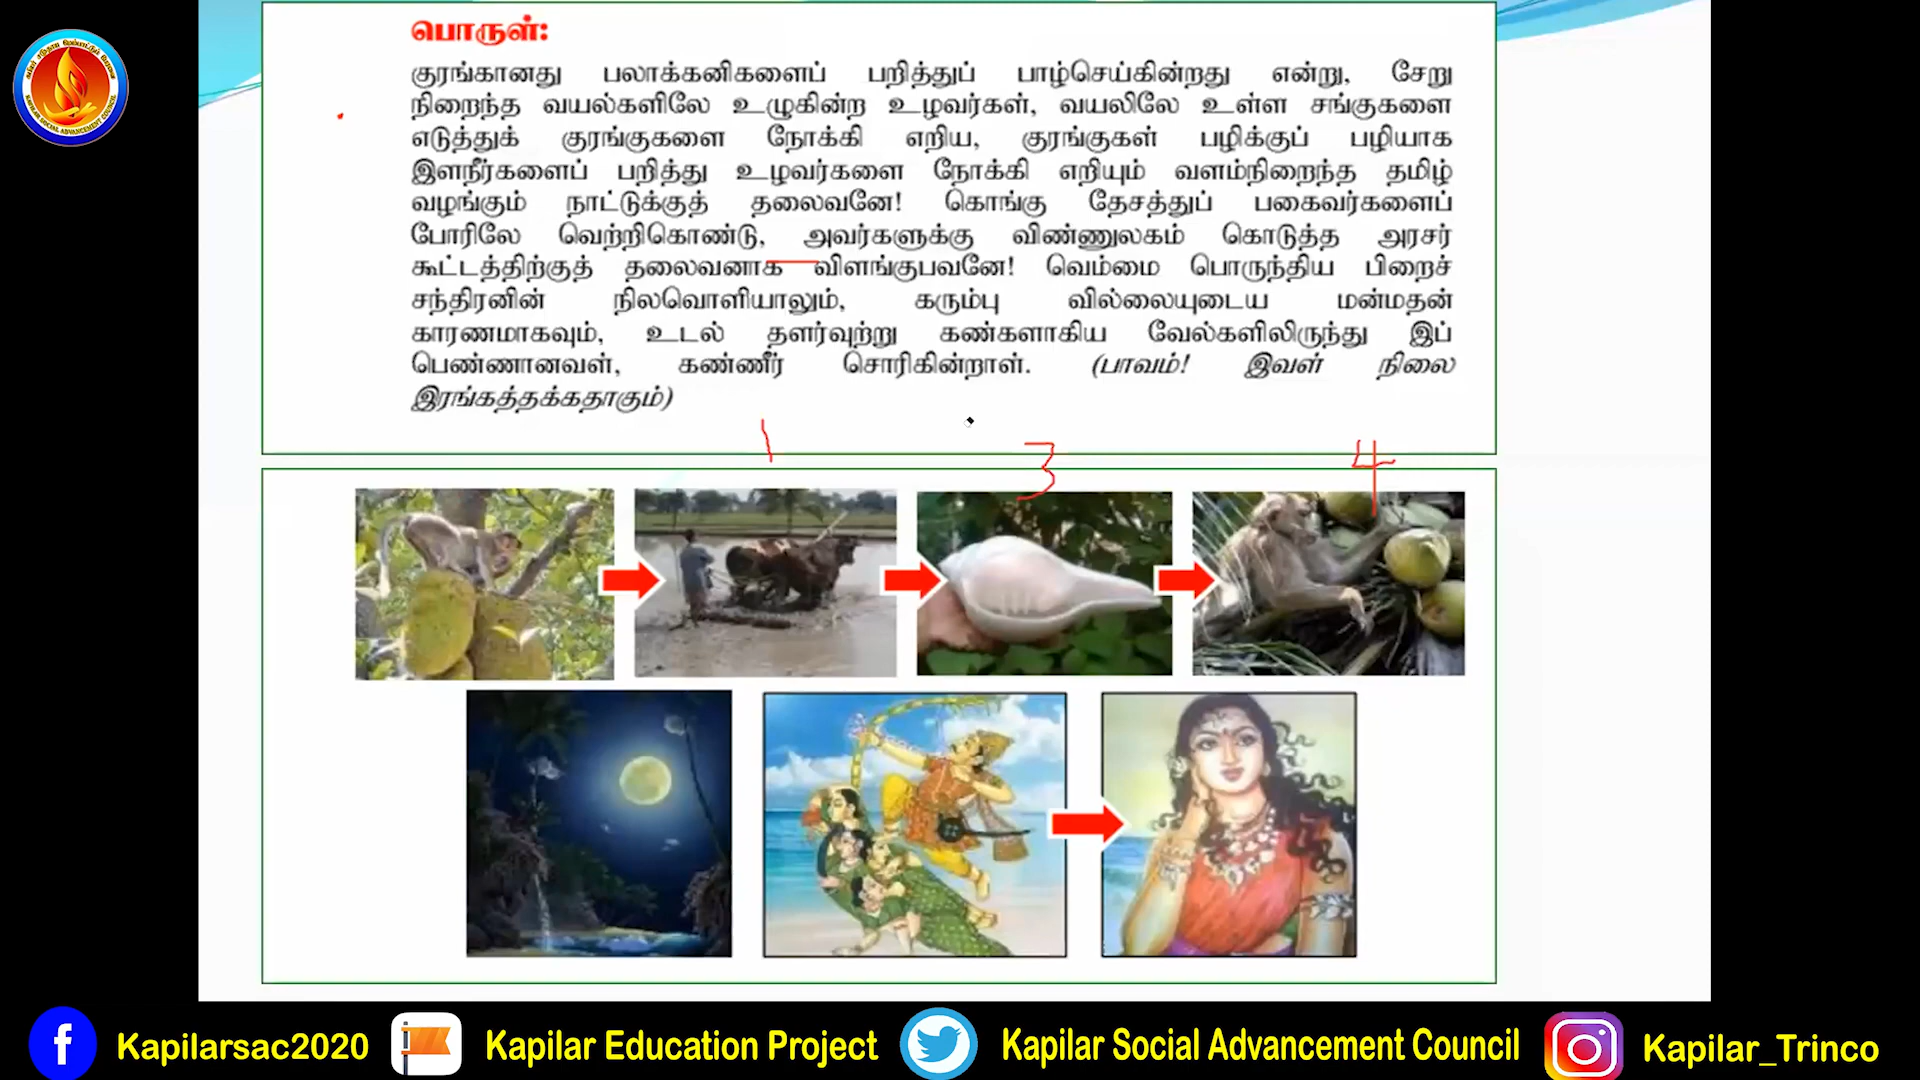 பொருள்:
குரங்கானது பலாக்கனிகளைப் பறித்துப் பாழ்செய்கின்றது என்று, சேறு
நிறைந்த வயல்களிலே உழுகின்ற உழவர்கள், வயலிலே உள்ள சங்குகளை
எடுத்துக் குரங்குகளை நோக்கி எறிய, குரங்குகள் பழிக்குப் பழியாக
இளநீர்களைப் பறித்து உழவர்களை நோக்கி எறியும் வளம்நிறைந்த தமிழ்
வழங்கும் நாட்டுக்குத் தலைவனே! கொங்கு தேசத்துப் பகைவர்களைப்
போரிலே வெற்றிகொண்டு, அவர்களுக்கு விண்ணுலகம் கொடுத்த அரசர்
கூட்டத்திற்குத் தலைவனாக விளங்குபவனே! வெம்மை பொருந்திய பிறைச்
சந்திரனின் நிலவொளியாலும், கரும்பு வில்லையுடைய மன்மதன்
காரணமாகவும், உடல் தளர்வுற்று கண்களாகிய வேல்களிலிருந்து இப்
பெண்ணானவள், கண்ணீர் சொரிகின்றாள். (பாவம்! இவள் நிலை
இரங்கத்தக்கதாகும்)
1 3 4
Kapilarsac2020 Kapilar Education Project Kapilar Social Advancement Council Kapilar_Trinco